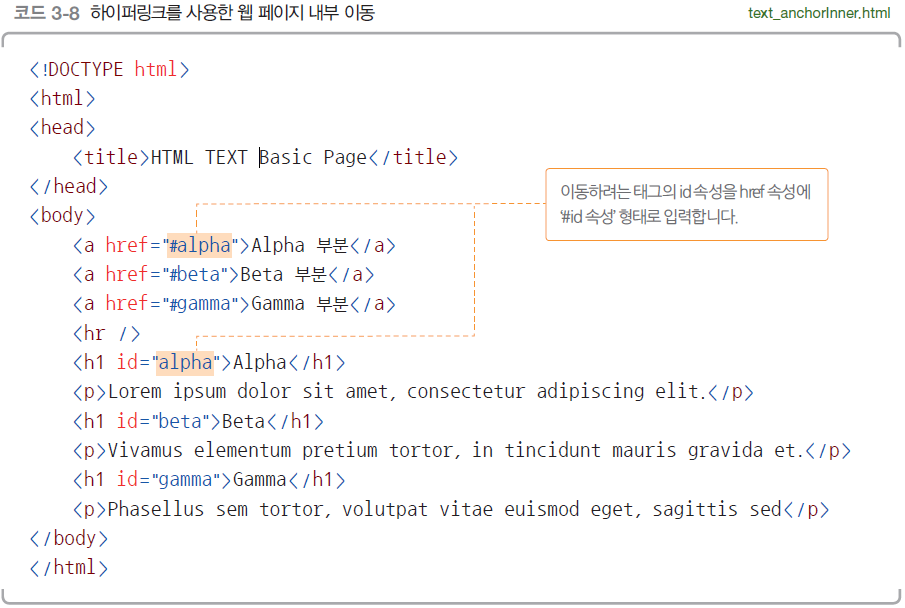 코드 3-8 하이퍼링크를 사용한 웹 페이지 내부 이동
text_anchorInner.html
<!DOCTYPE html>
<html>
<head>
    <title>HTML TEXT Basic Page</title>
</head>
<body>
    <a href="#alpha">Alpha 부분</a>
    <a href="#beta">Beta 부분</a>
    <a href="#gamma">Gamma 부분</a>
    <hr />
    <h1 id="alpha">Alpha</h1>
    <p>Lorem ipsum dolor sit amet, consectetur adipiscing elit.</p>
    <h1 id="beta">Beta</h1>
    <p>Vivamus elementum pretium tortor, in tincidunt mauris gravida et.</p>
    <h1 id="gamma">Gamma</h1>
    <p>Phasellus sem tortor, volutpat vitae euismod eget, sagittis sed</p>
</body>
</html>
이동하려는 태그의 id 속성을 href 속성에
'#id 속성' 형태로 입력합니다.